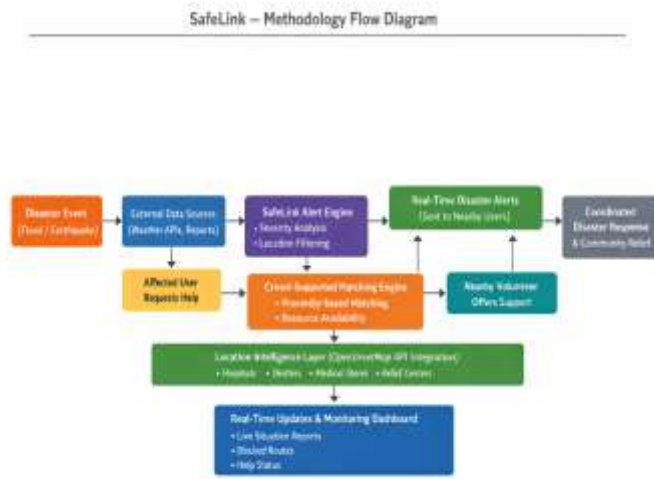 SafeLink – Methodology Flow Diagram
Disaster Event
(Flood / Earthquake)
External Data Sources
(Weather APIs, Reports)
SafeLink Alert Engine
• Severity Analysis
• Location Filtering
Real-Time Disaster Alerts
(Sent to Nearby Users)
Coordinated
Disaster Response
& Community Relief
Affected User
Requests Help
Crowd-Supported Matching Engine
• Proximity-based Matching
• Resource Availability
Nearby Volunteer
Offers Support
Location Intelligence Layer (OpenStreetMap API Integration)
• Hospitals • Shelters • Medical Stores • Relief Centers
Real-Time Updates & Monitoring Dashboard
• Live Situation Reports
• Blocked Routes
• Help Status